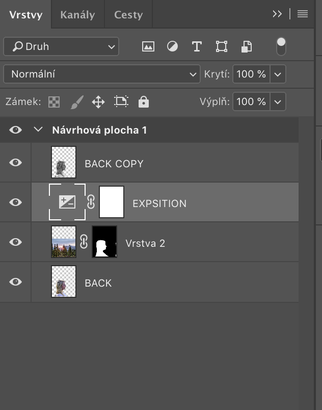 Vrstvy Kanály Cesty
Druh T
Normální Krytí: 100 %
Zámek: Výplň: 100 %
Návrhová plocha 1
BACK COPY
EXPSITION
Vrstva 2
BACK